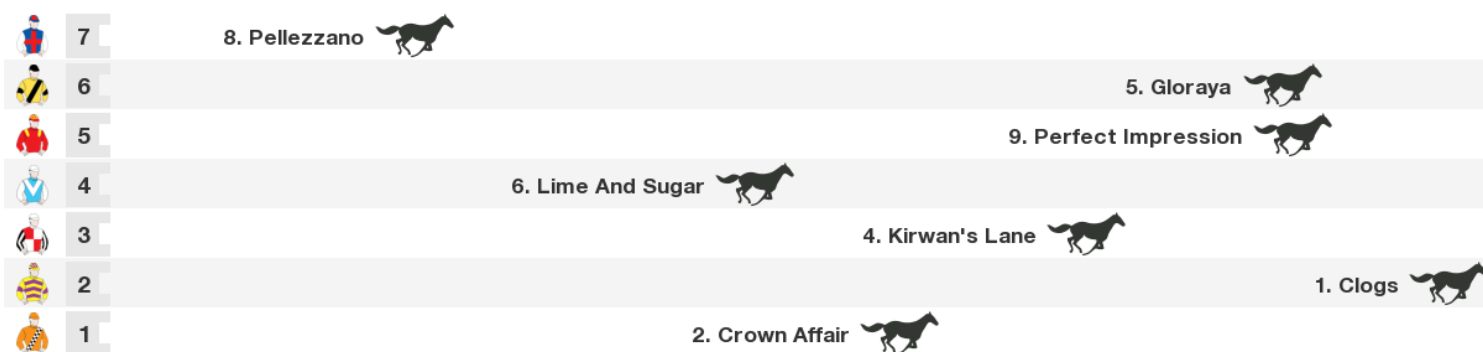 7 8. Pellezzano
6 5. Gloraya
5 9. Perfect Impression
4 6. Lime And Sugar
3 4. Kirwan's Lane
2 1. Clogs
1 2. Crown Affair